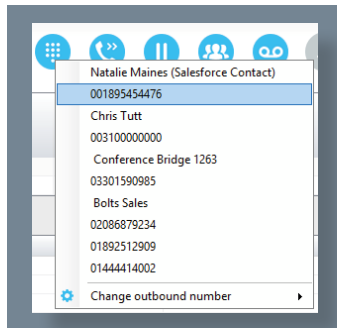 Natalie Maines (Salesforce Contact)
001895454476
Chris Tutt
003100000000
Conference Bridge 1263
03301590985
Bolts Sales
02086879234
01892512909
01444414002
Change outbound number